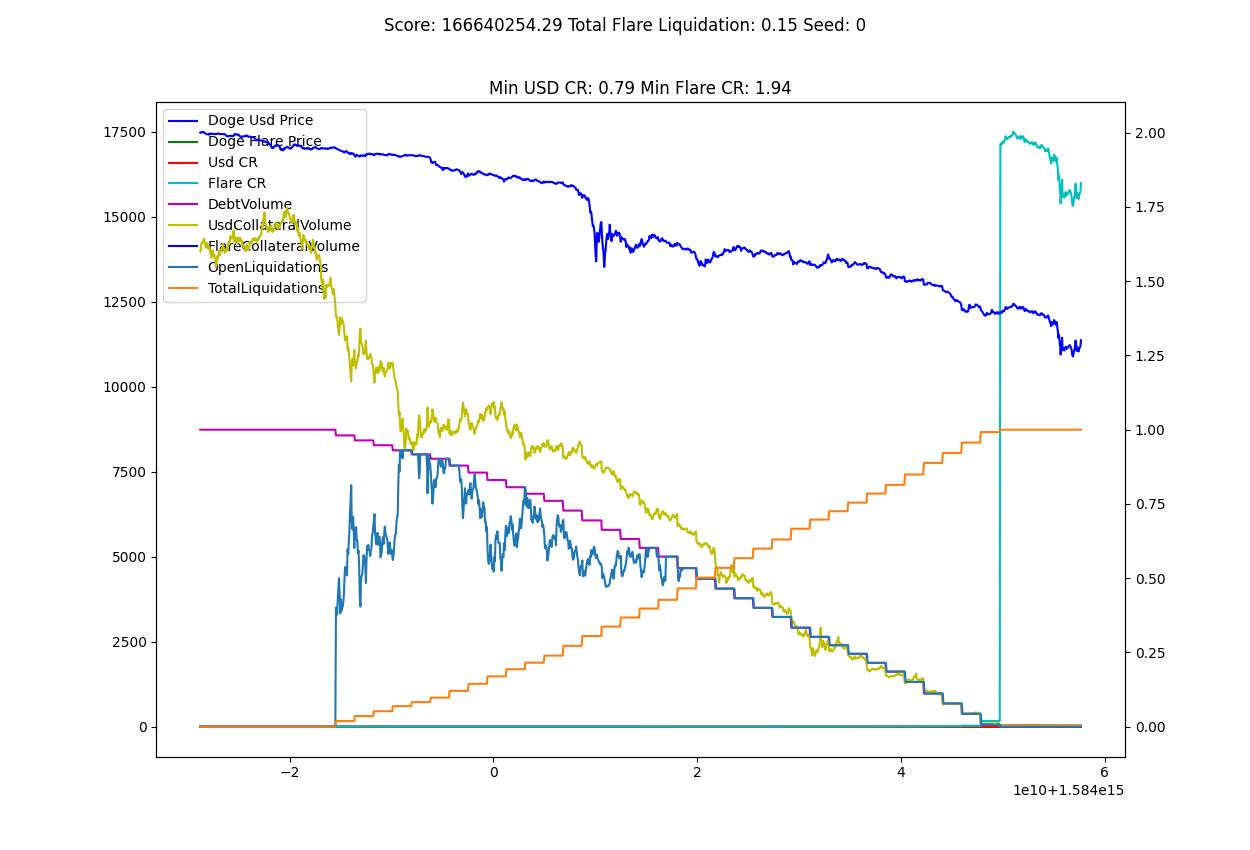 Score: 166640254.29 Total Flare Liquidation: 0.15 Seed: 0
Min USD CR: 0.79 Min Flare CR: 1.94
Doge Usd Price
Doge Flare Price
Usd CR
Flare CR
DebtVolume
UsdCollateralVolume
FlareCollateralVolume
OpenLiquidations
TotalLiquidations
17500
15000
12500
10000
7500
5000
2500
0
2.00
1.75
1.50
1.25
1.00
0.75
0.50
0.25
0.00
−2
0
2
4
6
1e10+1.584e15